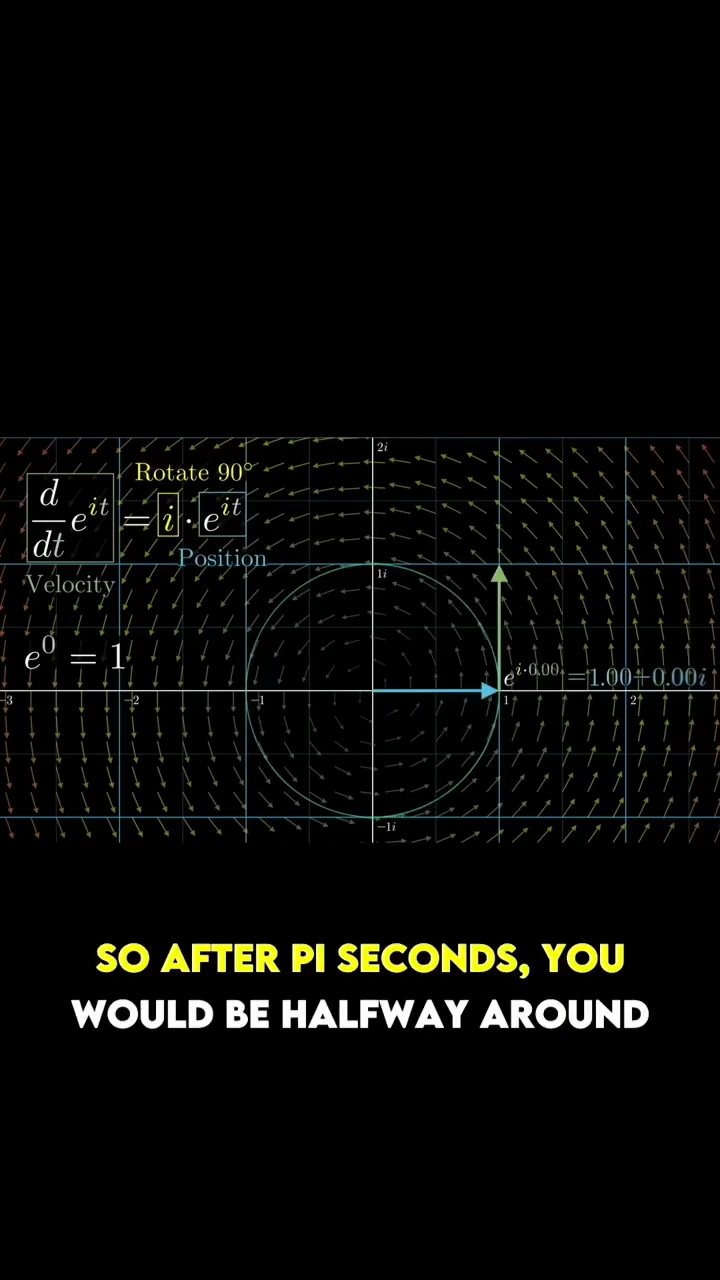 2i
Rotate 90°
d/dt e^{it} = i · e^{it}
Position
1i
Velocity
e^0 = 1
e^{i·0.00} = 1.00+0.00i
−3 −2 −1 1 2
−1i
SO AFTER PI SECONDS, YOU
WOULD BE HALFWAY AROUND